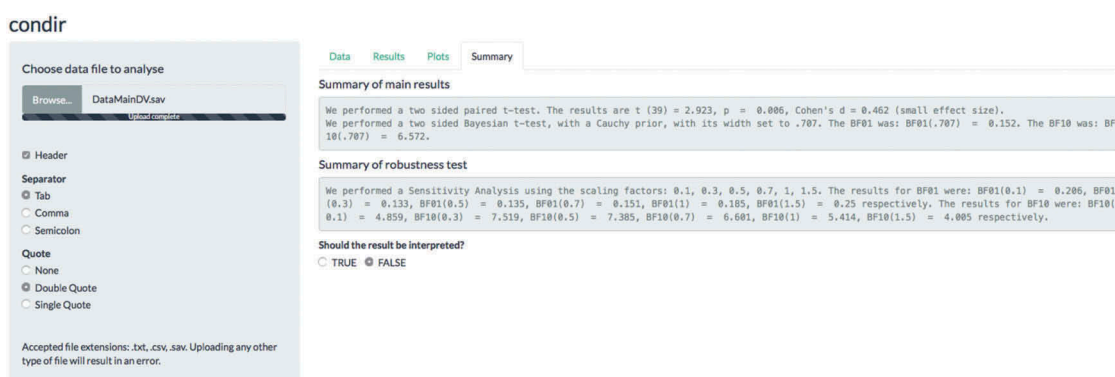 condir
Choose data file to analyse
Browse... DataMainDV.sav
Upload complete
Header
Separator
Tab
Comma
Semicolon
Quote
None
Double Quote
Single Quote
Accepted file extensions: .txt, .csv, .sav. Uploading any other
type of file will result in an error.
Data Results Plots Summary
Summary of main results
We performed a two sided paired t-test. The results are t (39) = 2.923, p = 0.006, Cohen's d = 0.462 (small effect size).
We performed a two sided Bayesian t-test, with a Cauchy prior, with its width set to .707. The BF01 was: BF01(.707) = 0.152. The BF10 was: BF
10(.707) = 6.572.
Summary of robustness test
We performed a Sensitivity Analysis using the scaling factors: 0.1, 0.3, 0.5, 0.7, 1, 1.5. The results for BF01 were: BF01(0.1) = 0.206, BF01
(0.3) = 0.133, BF01(0.5) = 0.135, BF01(0.7) = 0.151, BF01(1) = 0.185, BF01(1.5) = 0.25 respectively. The results for BF10 were: BF10(
0.1) = 4.859, BF10(0.3) = 7.519, BF10(0.5) = 7.385, BF10(0.7) = 6.601, BF10(1) = 5.414, BF10(1.5) = 4.005 respectively.
Should the result be interpreted?
TRUE FALSE